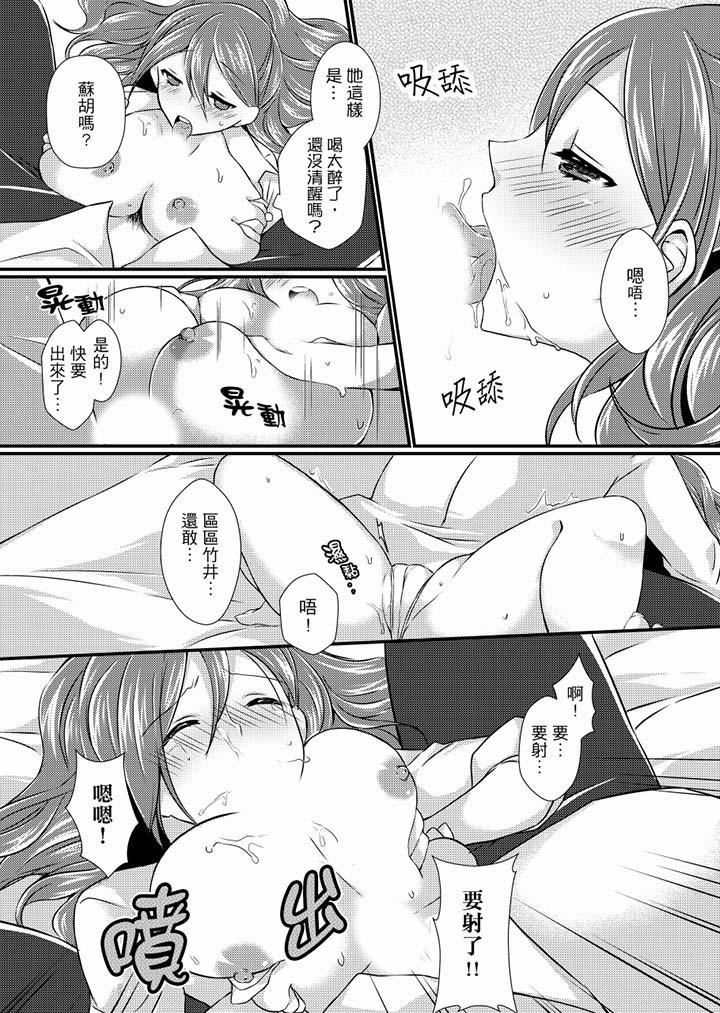 吸舔
嗯唔…
吸舔
她這樣
是…
喝太醉了，
還沒清醒嗎？
蘇胡嗎？
晃動
是的！
快要
出來了…
晃動
區區竹井…
還敢…
濕黏…
唔！
啊！
要…
要射…
嗯嗯！
要射了!!
噴出